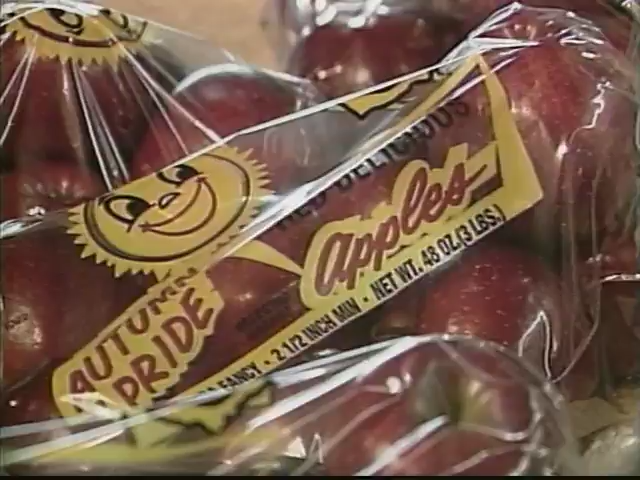 RED DELICIOUS
Apples
NET WT. 48 OZ. (3 LBS.)
2 1/2 INCH MIN •
FANCY •
AUTUMN
PRIDE